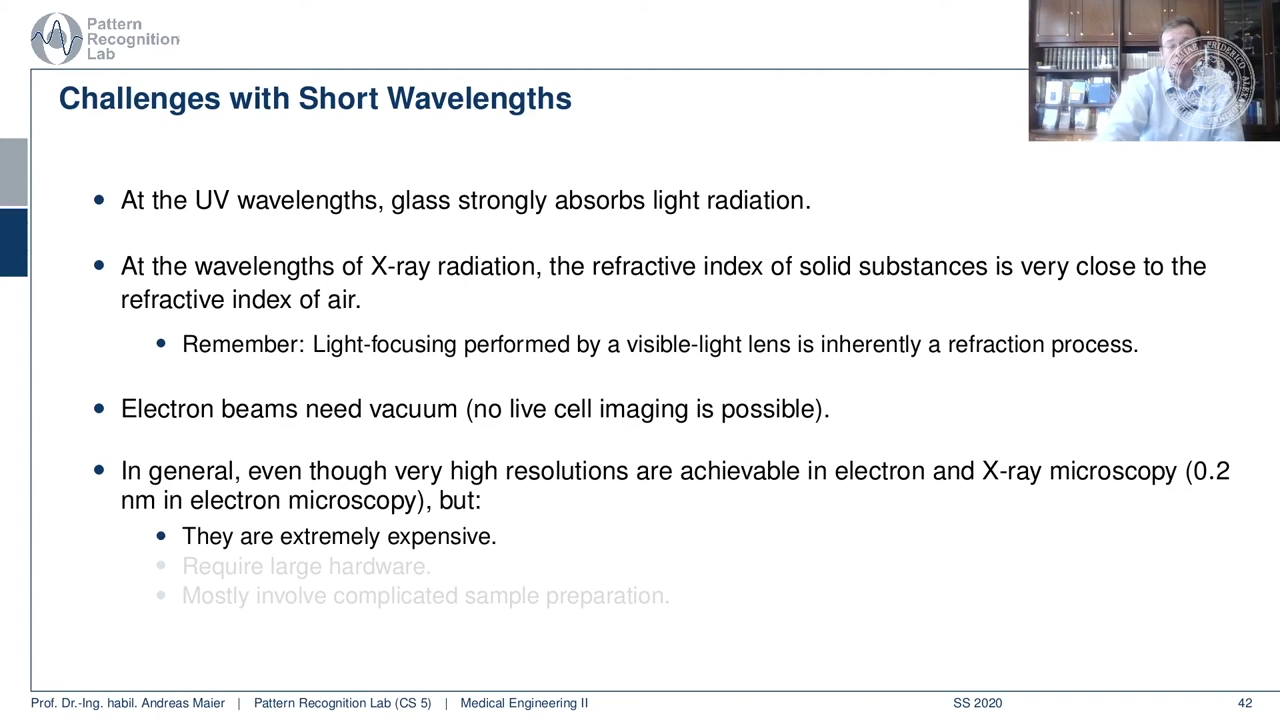 Pattern
Recognition
Lab
Challenges with Short Wavelengths
At the UV wavelengths, glass strongly absorbs light radiation.
At the wavelengths of X-ray radiation, the refractive index of solid substances is very close to the
refractive index of air.
Remember: Light-focusing performed by a visible-light lens is inherently a refraction process.
Electron beams need vacuum (no live cell imaging is possible).
In general, even though very high resolutions are achievable in electron and X-ray microscopy (0.2
nm in electron microscopy), but:
They are extremely expensive.
Require large hardware.
Mostly involve complicated sample preparation.
Prof. Dr.-Ing. habil. Andreas Maier | Pattern Recognition Lab (CS 5) | Medical Engineering II SS 2020 42